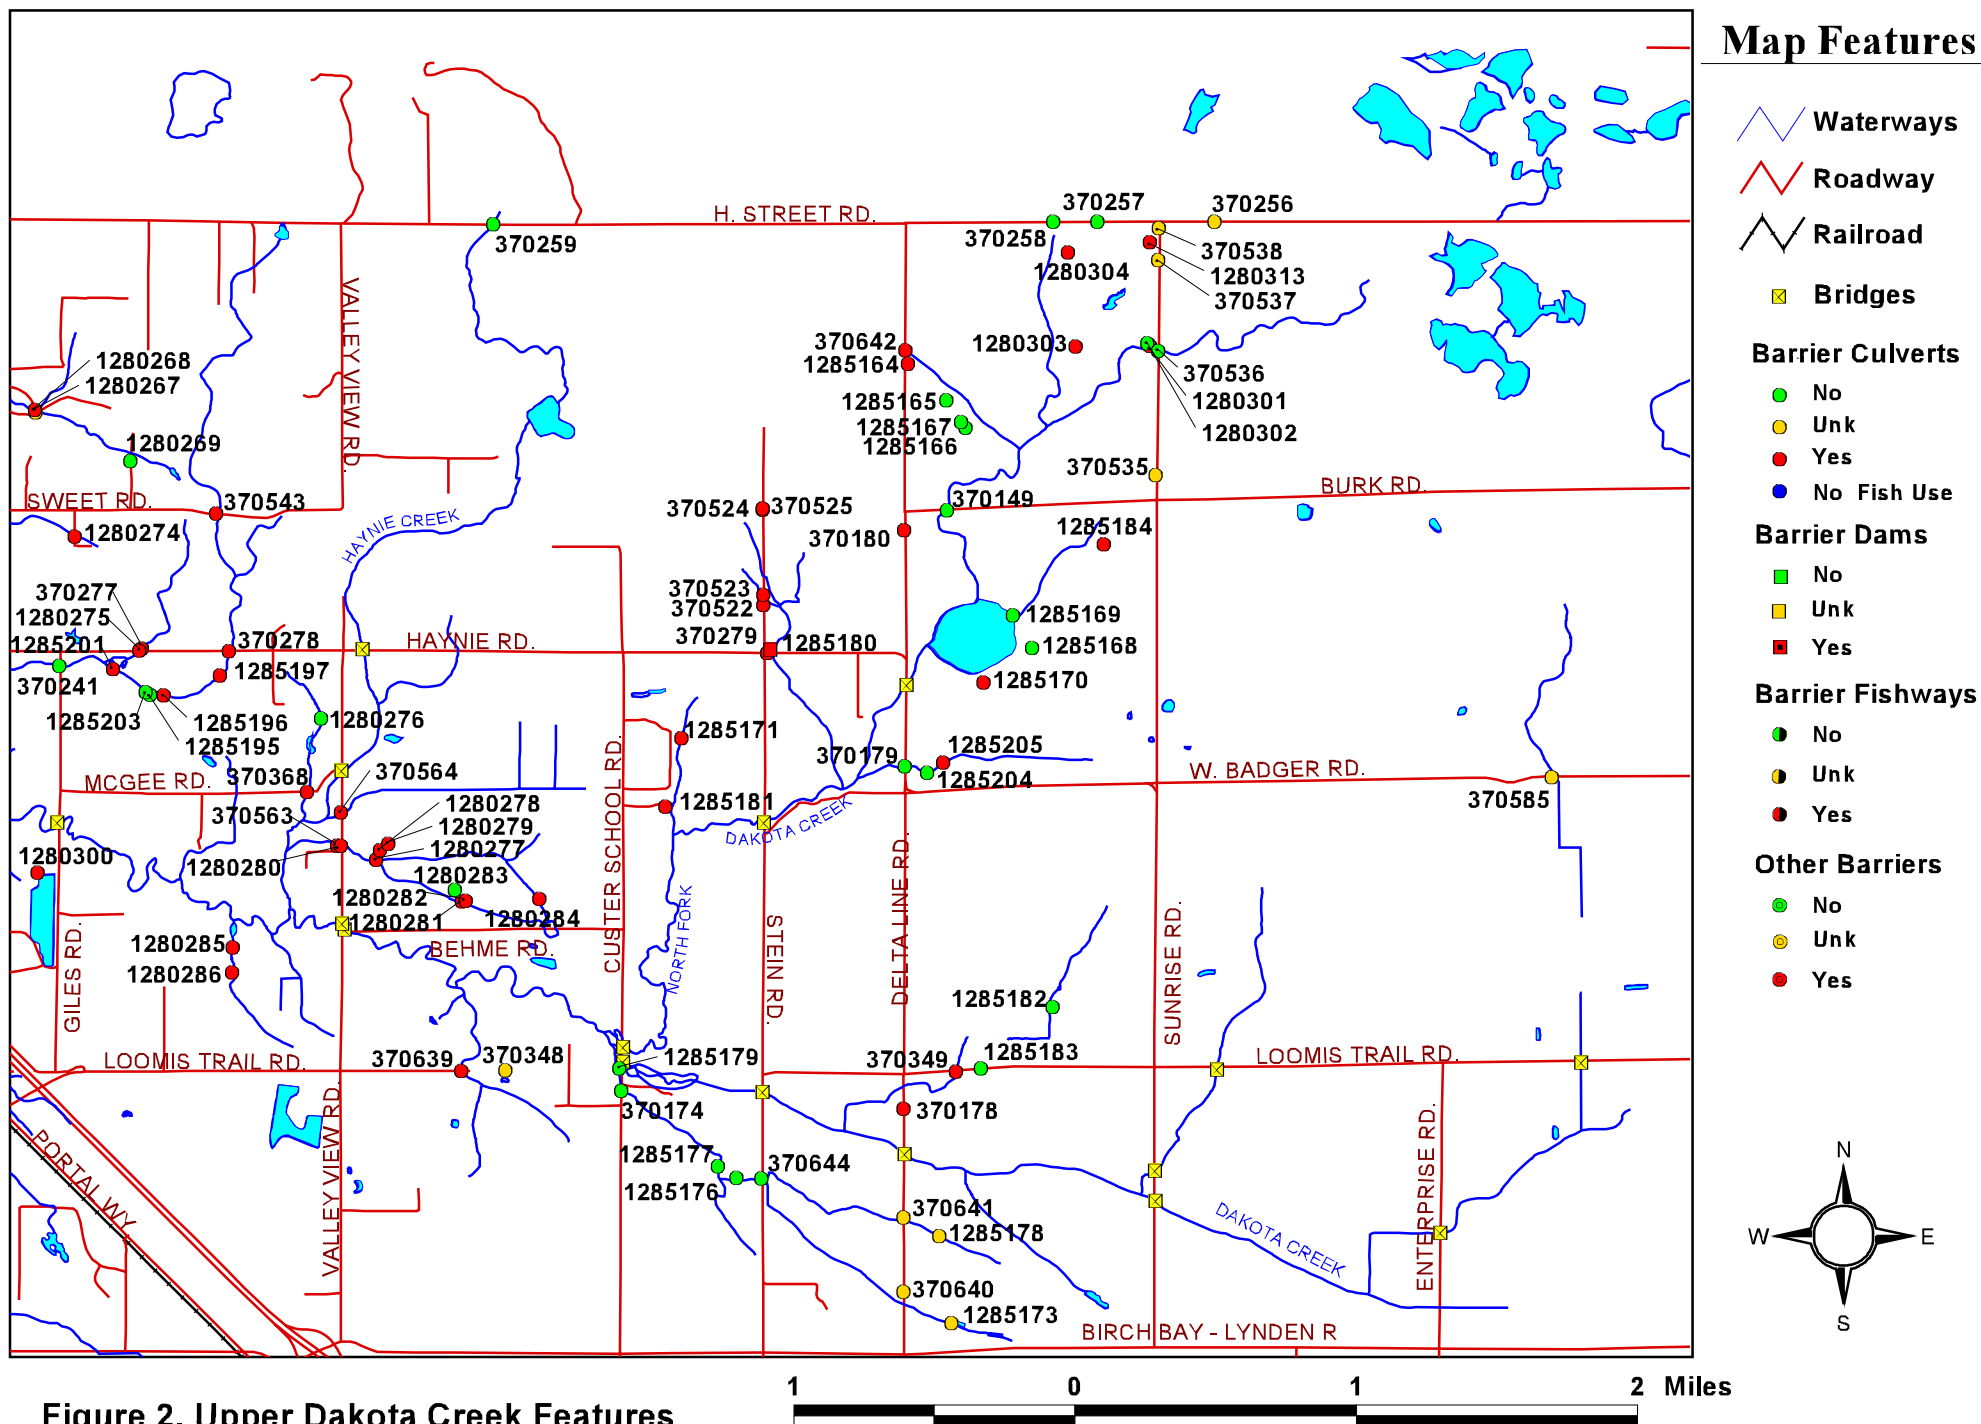 Map Features
Waterways
Roadway
Railroad
Bridges
Barrier Culverts
No
Unk
Yes
No Fish Use
Barrier Dams
No
Unk
Yes
Barrier Fishways
No
Unk
Yes
Other Barriers
No
Unk
Yes
N
W
E
S
H. STREET RD.
370257
370256
370259
370258
370538
1280304
1280313
370537
VALLEY VIEW RD.
370642
1280303
1285164
1280268
1280267
370536
1280301
1285165
1280302
1285167
1285166
1280269
370535
SWEET RD.
370543
370524
370525
370149
BURK RD.
HAYNIE CREEK
1280274
370180
1285184
370277
370523
1280275
370522
1285169
1285201
370278
HAYNIE RD.
370279
1285180
1285168
1285197
370241
1285170
1285203
1285196
1280276
1285195
1285171
CUSTER SCHOOL RD.
370179
1285205
MCGEE RD.
370368
370564
1285204
W. BADGER RD.
370585
370563
1280278
1285181
1280279
DAKOTA CREEK
1280300
1280280
1280277
1280283
DELTA LINE RD.
1280282
NORTH FORK
1280281
1280284
STEIN RD.
SUNRISE RD.
1280285
BEHME RD.
GILES RD.
1280286
1285182
LOOMIS TRAIL RD.
370639
370348
1285179
370349
1285183
LOOMIS TRAIL RD.
370174
370178
VALLEY VIEW RD.
PORTAL WY
1285177
370644
1285176
ENTERPRISE RD.
370641
1285178
DAKOTA CREEK
370640
1285173
BIRCH BAY - LYNDEN R
1 0 1 2 Miles
Figure 2. Upper Dakota Creek Features